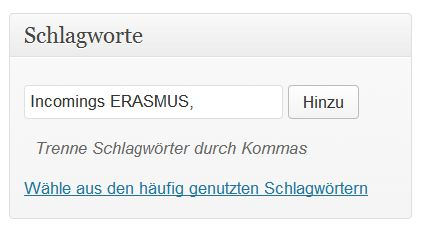 Schlagworte
Incomings ERASMUS,
Hinzu
Trenne Schlagwörter durch Kommas
Wähle aus den häufig genutzten Schlagwörtern